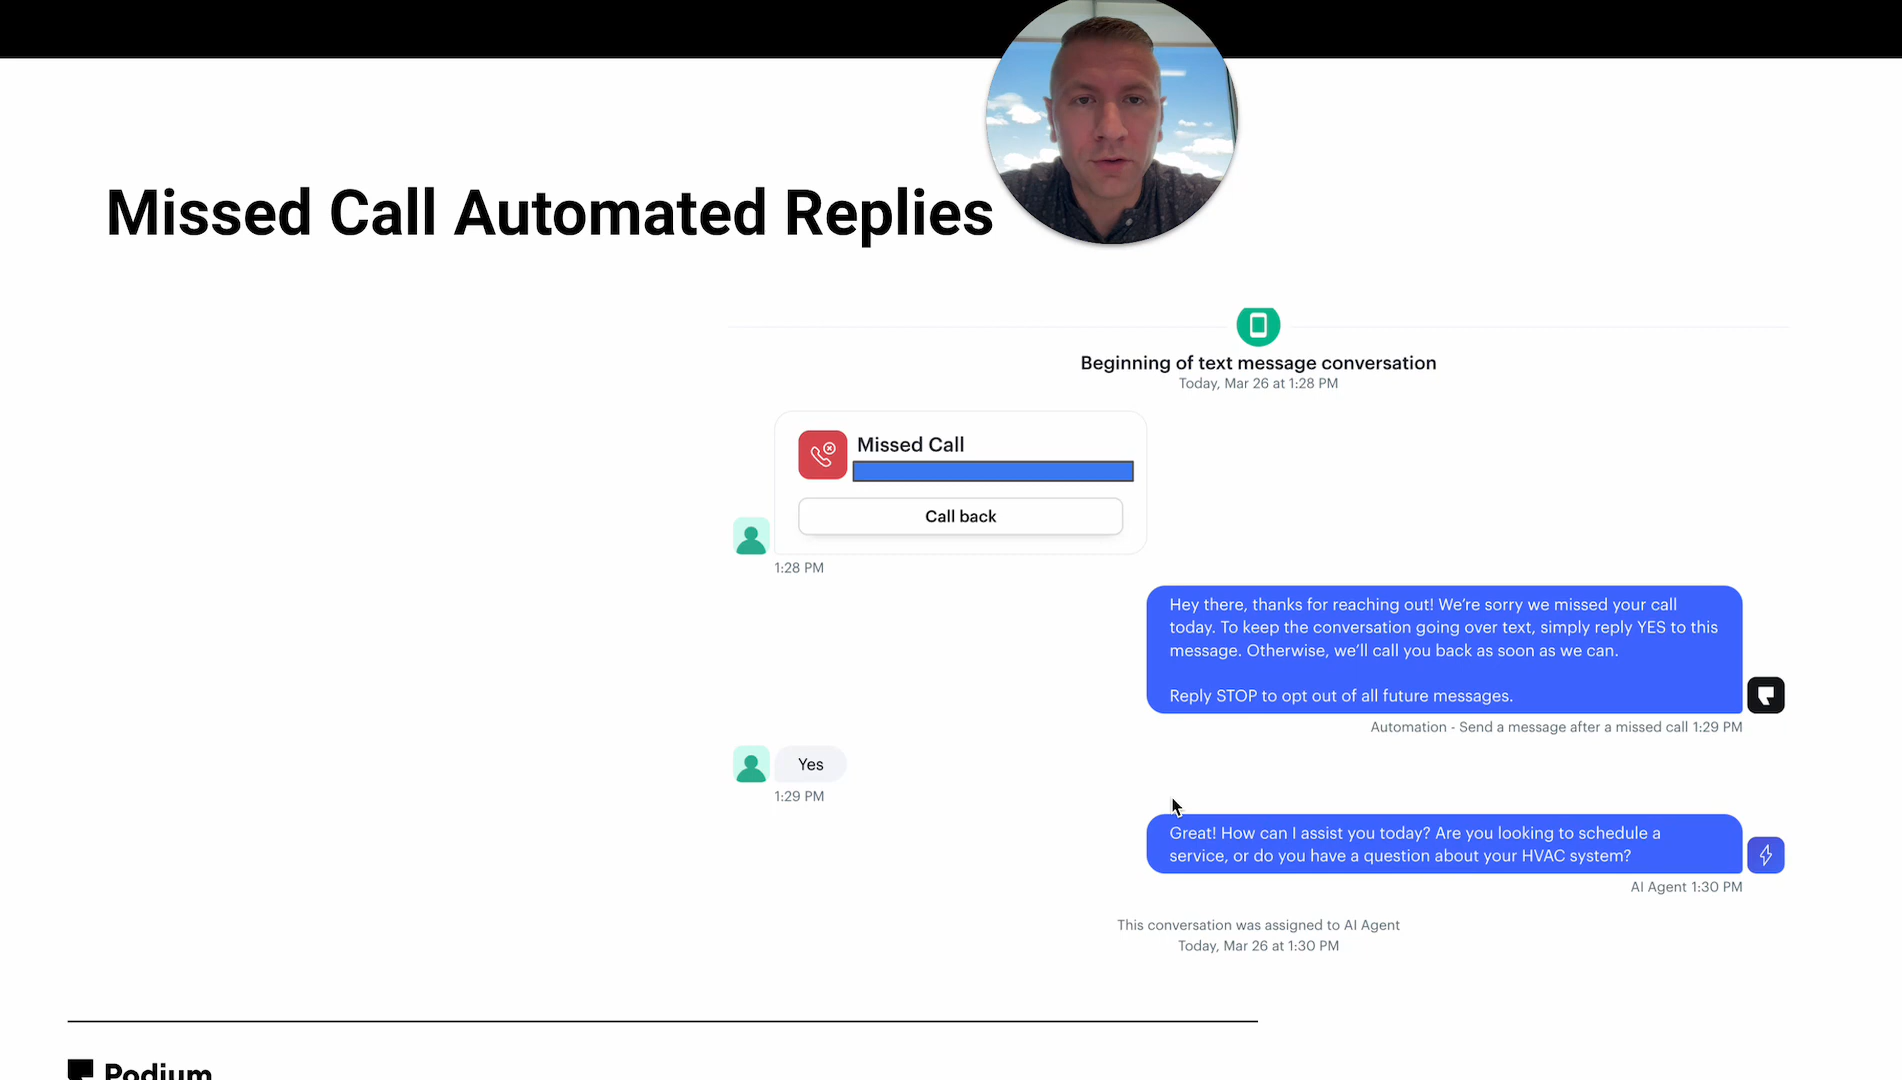 Missed Call Automated Replies
Beginning of text message conversation
Today, Mar 26 at 1:28 PM
Missed Call
Call back
1:28 PM
Hey there, thanks for reaching out! We’re sorry we missed your call
today. To keep the conversation going over text, simply reply YES to this
message. Otherwise, we’ll call you back as soon as we can.
Reply STOP to opt out of all future messages.
Automation - Send a message after a missed call 1:29 PM
Yes
1:29 PM
Great! How can I assist you today? Are you looking to schedule a
service, or do you have a question about your HVAC system?
AI Agent 1:30 PM
This conversation was assigned to AI Agent
Today, Mar 26 at 1:30 PM
Podium